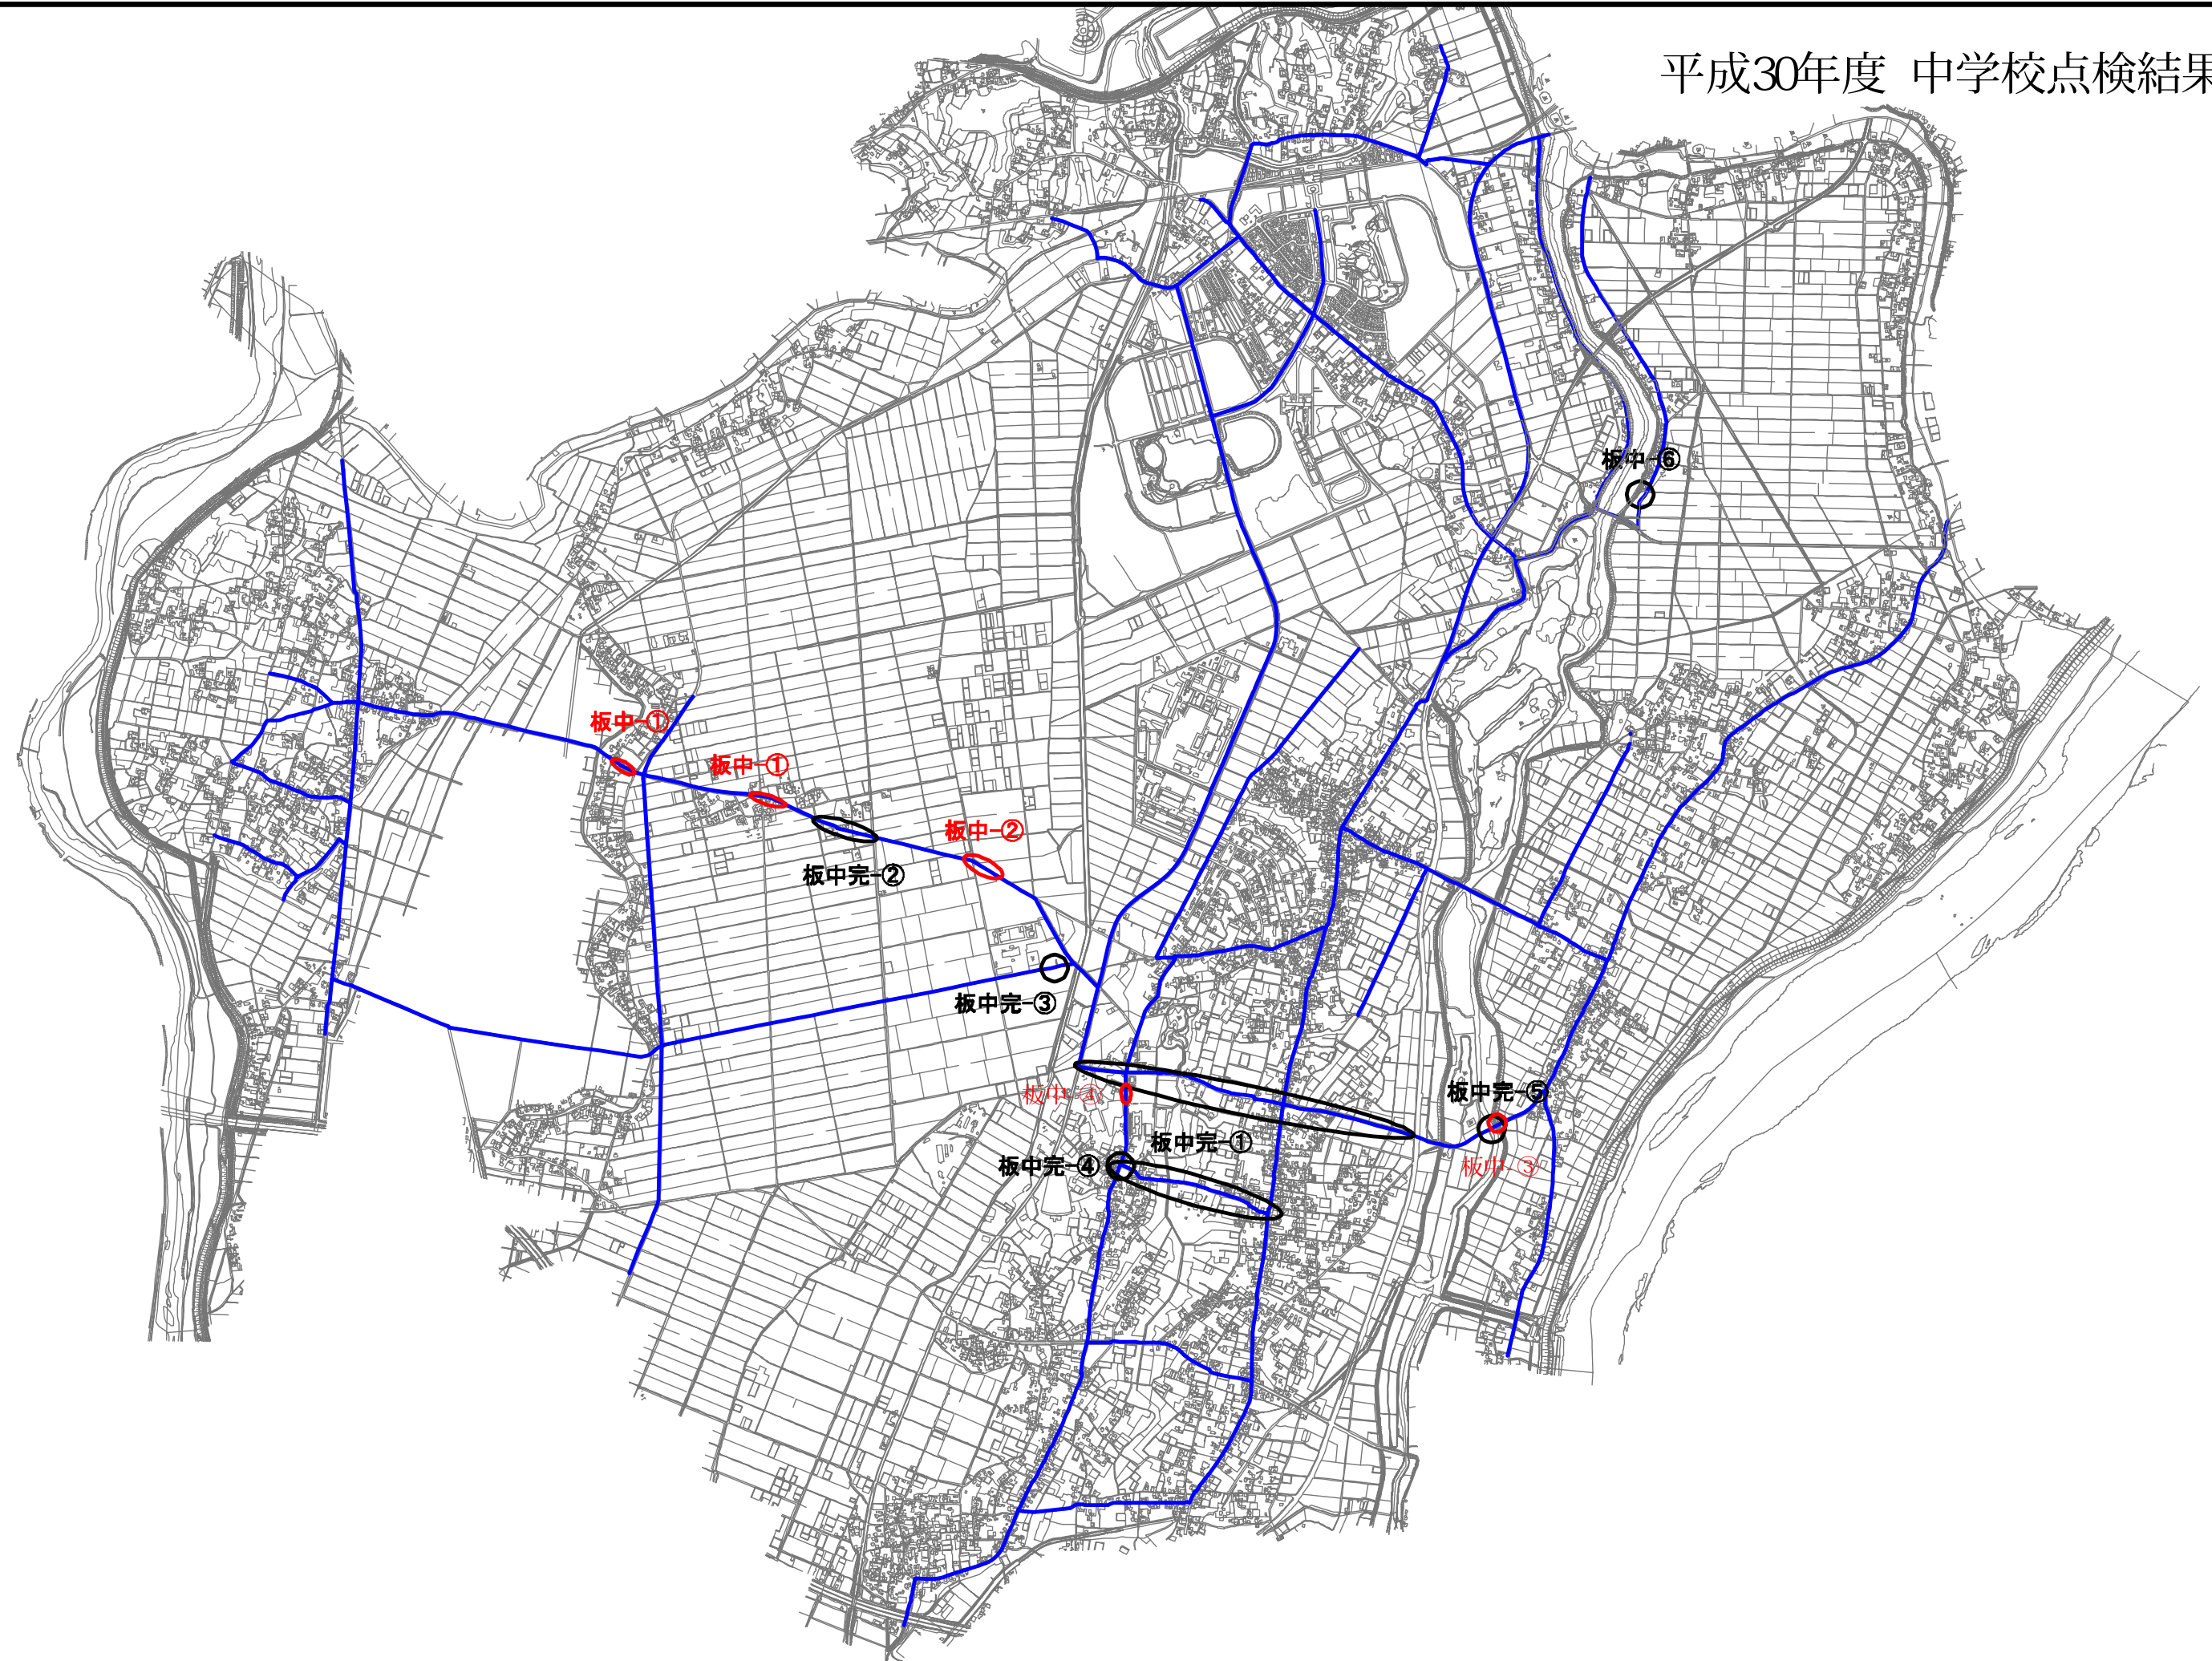 平成30年度 中学校点検結果
板中-⑥
板中-①
板中-①
板中-②
板中完-②
板中完-③
板中-④
板中完-⑤
板中完-①
板中完-④
板中-③